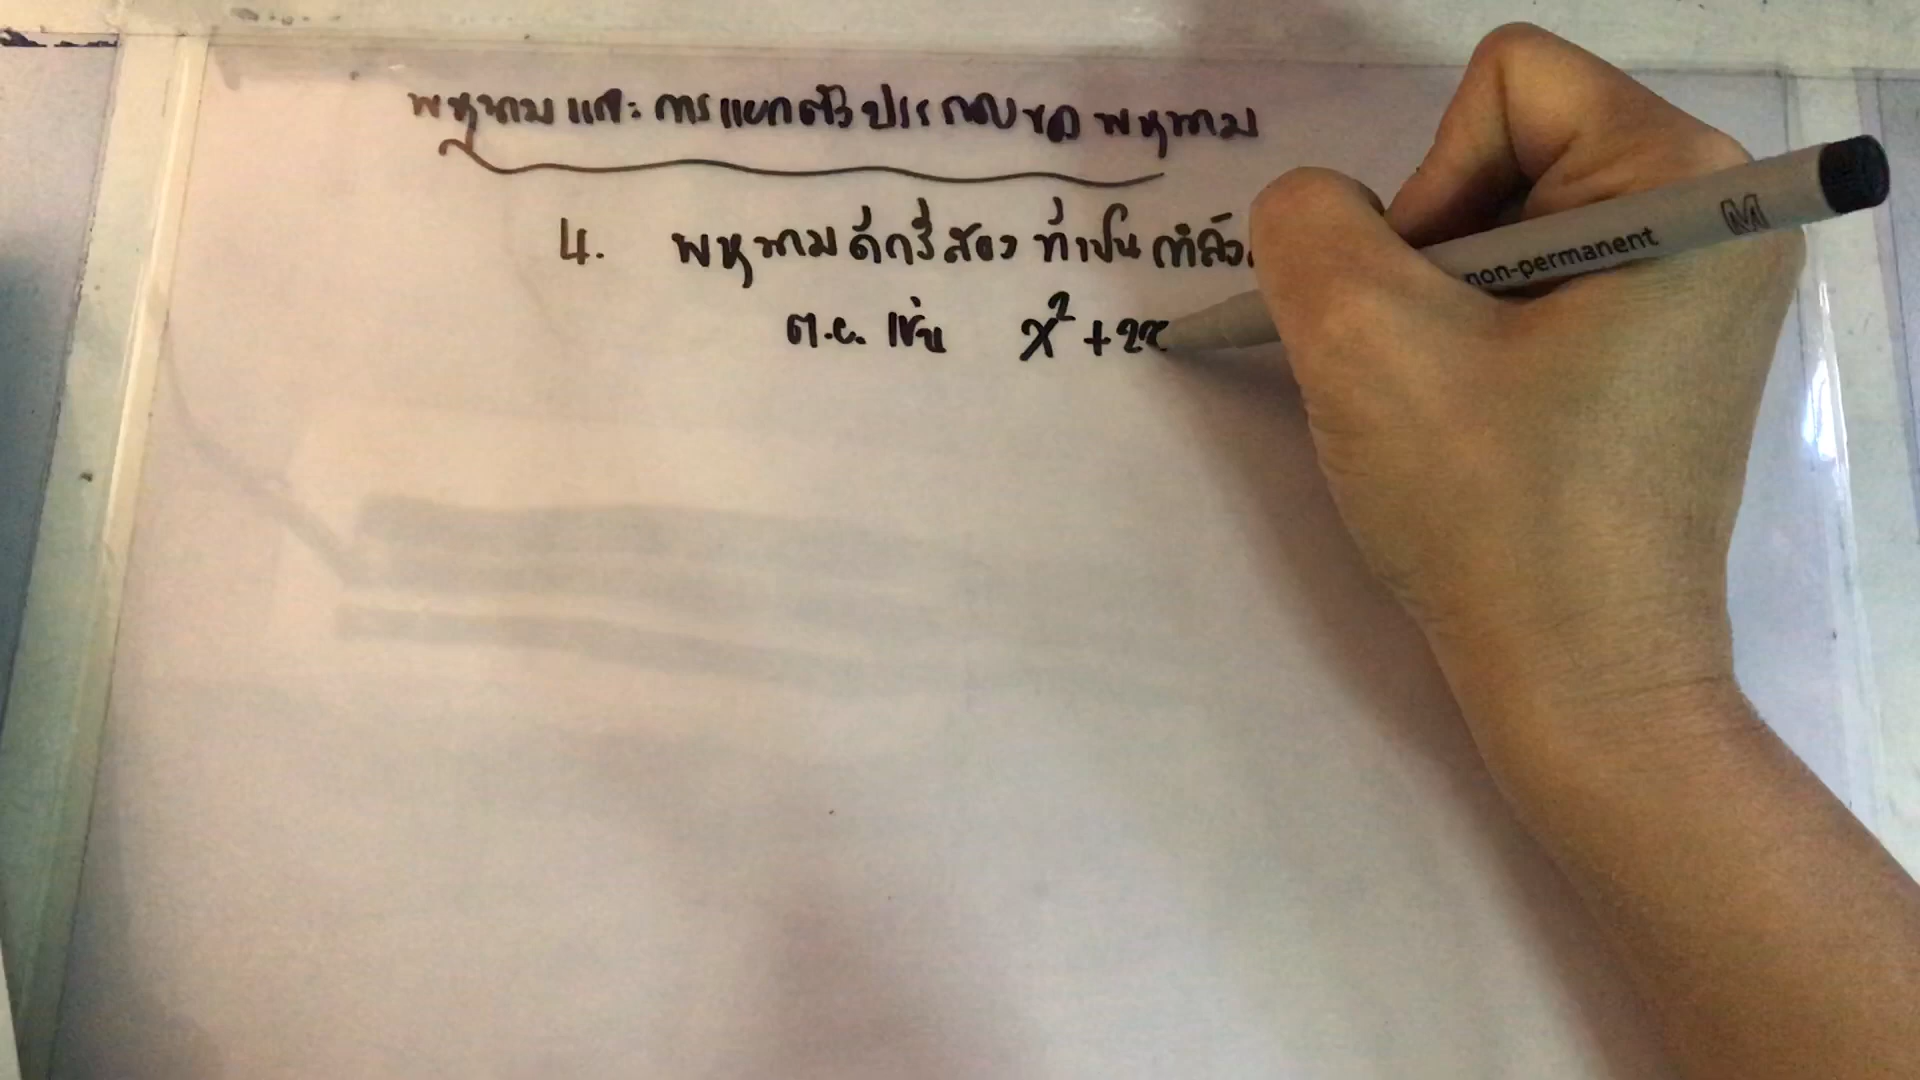 พหุนาม และ การแยกตัวประกอบของ พหุนาม
4. พหุนามดีกรีสอง ที่เป็น กำลัง
ต.ย. เช่น x² + 2x
non-permanent M